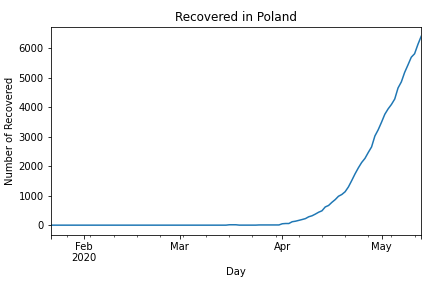 Recovered in Poland
Number of Recovered
6000
5000
4000
3000
2000
1000
0
Feb
2020
Mar
Apr
May
Day